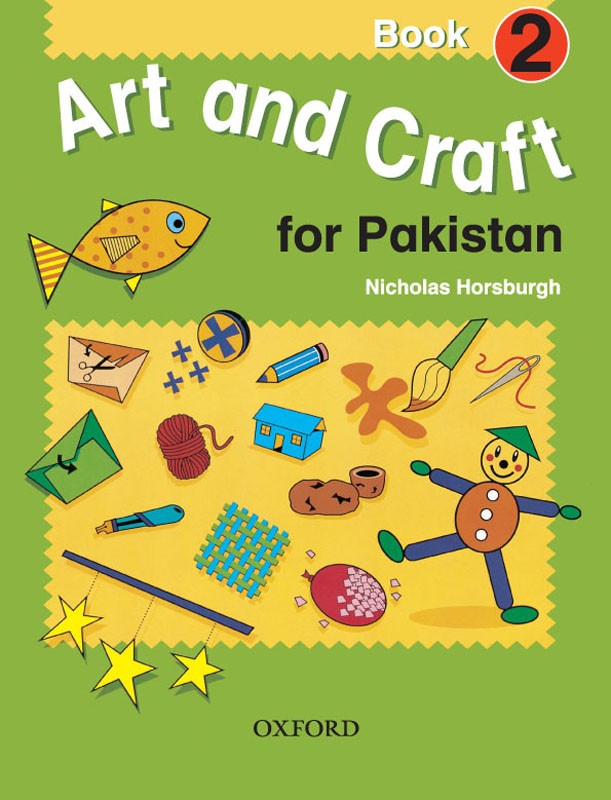 Book 2
Art and Craft
for Pakistan
Nicholas Horsburgh
OXFORD